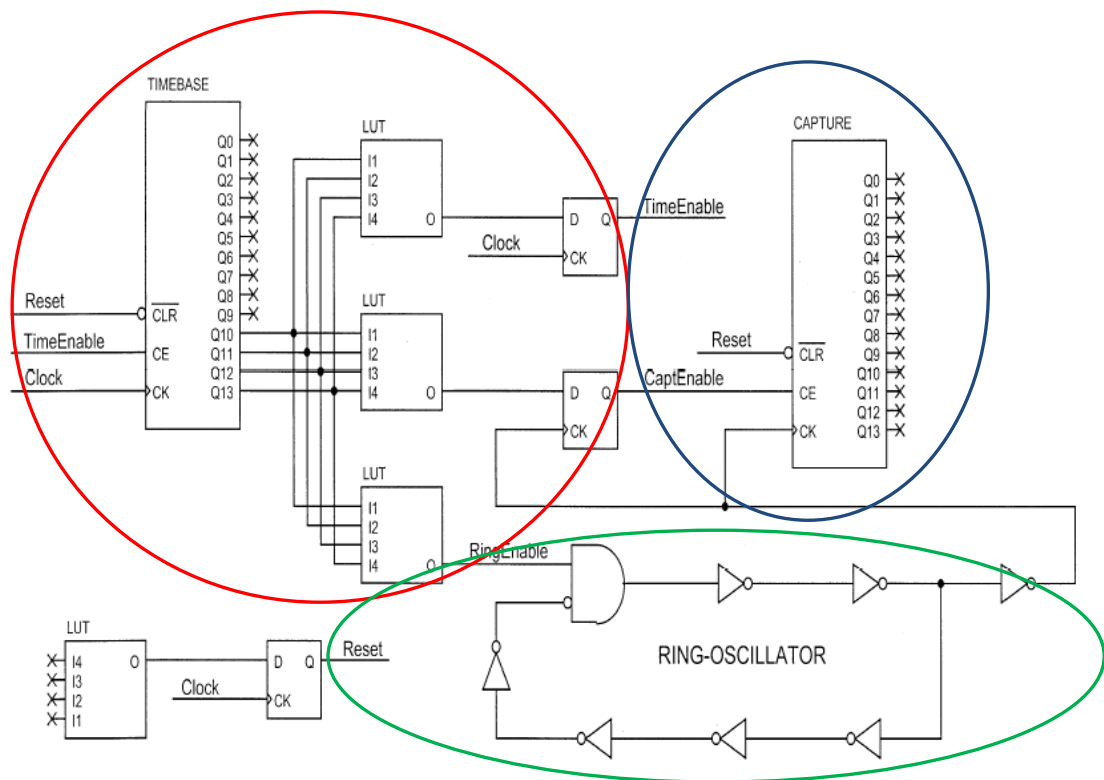 TIMEBASE
Q0
Q1
Q2
Q3
Q4
Q5
Q6
Q7
Q8
Q9
Q10
Q11
Q12
Q13
Reset
CLR
TimeEnable
CE
Clock
CK
LUT
I1
I2
I3
I4
O
LUT
I1
I2
I3
I4
O
LUT
I1
I2
I3
I4
O
D
Q
TimeEnable
Clock
CK
D
Q
CaptEnable
CK
CAPTURE
Q0
Q1
Q2
Q3
Q4
Q5
Q6
Q7
Q8
Q9
Q10
Q11
Q12
Q13
Reset
CLR
CE
CK
RingEnable
RING-OSCILLATOR
LUT
I4
I3
I2
I1
O
D
Q
Reset
Clock
CK